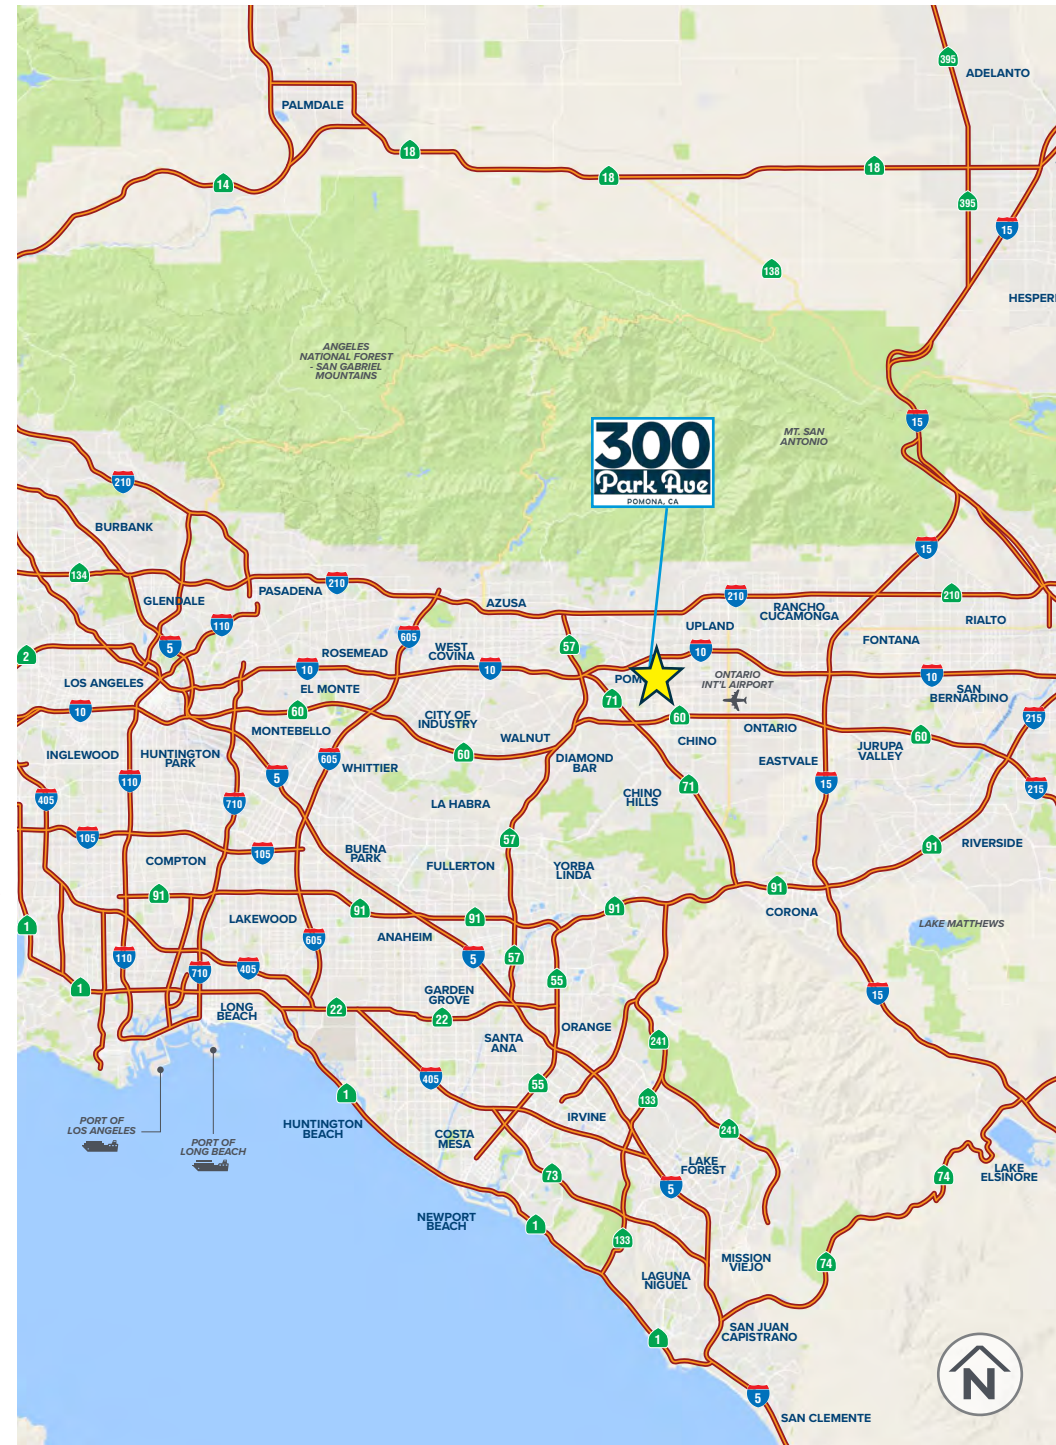 395
ADELANTO
PALMDALE
18
18
18
14
395
15
138
HESPERI
ANGELES
NATIONAL FOREST
- SAN GABRIEL
MOUNTAINS
15
MT. SAN
ANTONIO
300
Park Ave
POMONA, CA
210
BURBANK
15
134
210
PASADENA
210
210
GLENDALE
AZUSA
RANCHO
CUCAMONGA
RIALTO
110
605
UPLAND
5
57
FONTANA
2
ROSEMEAD
WEST
COVINA
10
10
10
10
LOS ANGELES
EL MONTE
POM
ONTARIO
INT'L AIRPORT
SAN
BERNARDINO
71
10
60
CITY OF
INDUSTRY
60
215
MONTEBELLO
WALNUT
CHINO
ONTARIO
60
INGLEWOOD
HUNTINGTON
PARK
605
WHITTIER
60
DIAMOND
BAR
EASTVALE
JURUPA
VALLEY
110
5
71
15
215
405
710
LA HABRA
CHINO
HILLS
105
105
57
91
RIVERSIDE
COMPTON
BUENA
PARK
FULLERTON
YORBA
LINDA
91
91
91
91
91
CORONA
1
LAKEWOOD
605
ANAHEIM
LAKE MATTHEWS
110
710
405
5
57
55
15
1
GARDEN
GROVE
LONG
BEACH
22
22
SANTA
ANA
ORANGE
241
405
55
133
1
PORT OF
LOS ANGELES
PORT OF
LONG BEACH
HUNTINGTON
BEACH
COSTA
MESA
IRVINE
241
73
LAKE
FOREST
5
74
LAKE
ELSINORE
NEWPORT
BEACH
1
133
MISSION
VIEJO
74
LAGUNA
NIGUEL
1
SAN JUAN
CAPISTRANO
N
5
SAN CLEMENTE